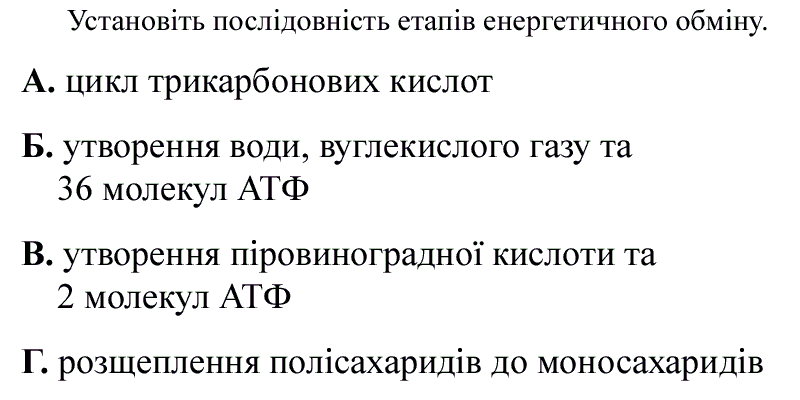 Установіть послідовність етапів енергетичного обміну.
А. цикл трикарбонових кислот
Б. утворення води, вуглекислого газу та
36 молекул АТФ
В. утворення піровиноградної кислоти та
2 молекул АТФ
Г. розщеплення полісахаридів до моносахаридів